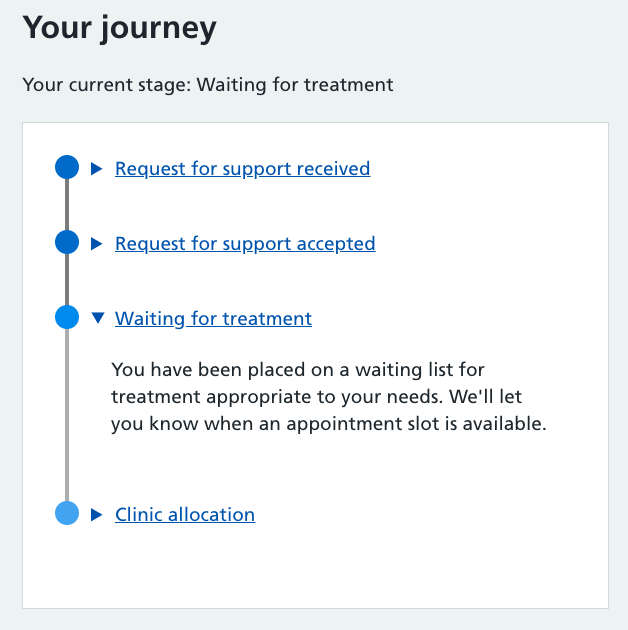 Your journey
Your current stage: Waiting for treatment
Request for support received
Request for support accepted
Waiting for treatment
You have been placed on a waiting list for
treatment appropriate to your needs. We'll let
you know when an appointment slot is available.
Clinic allocation